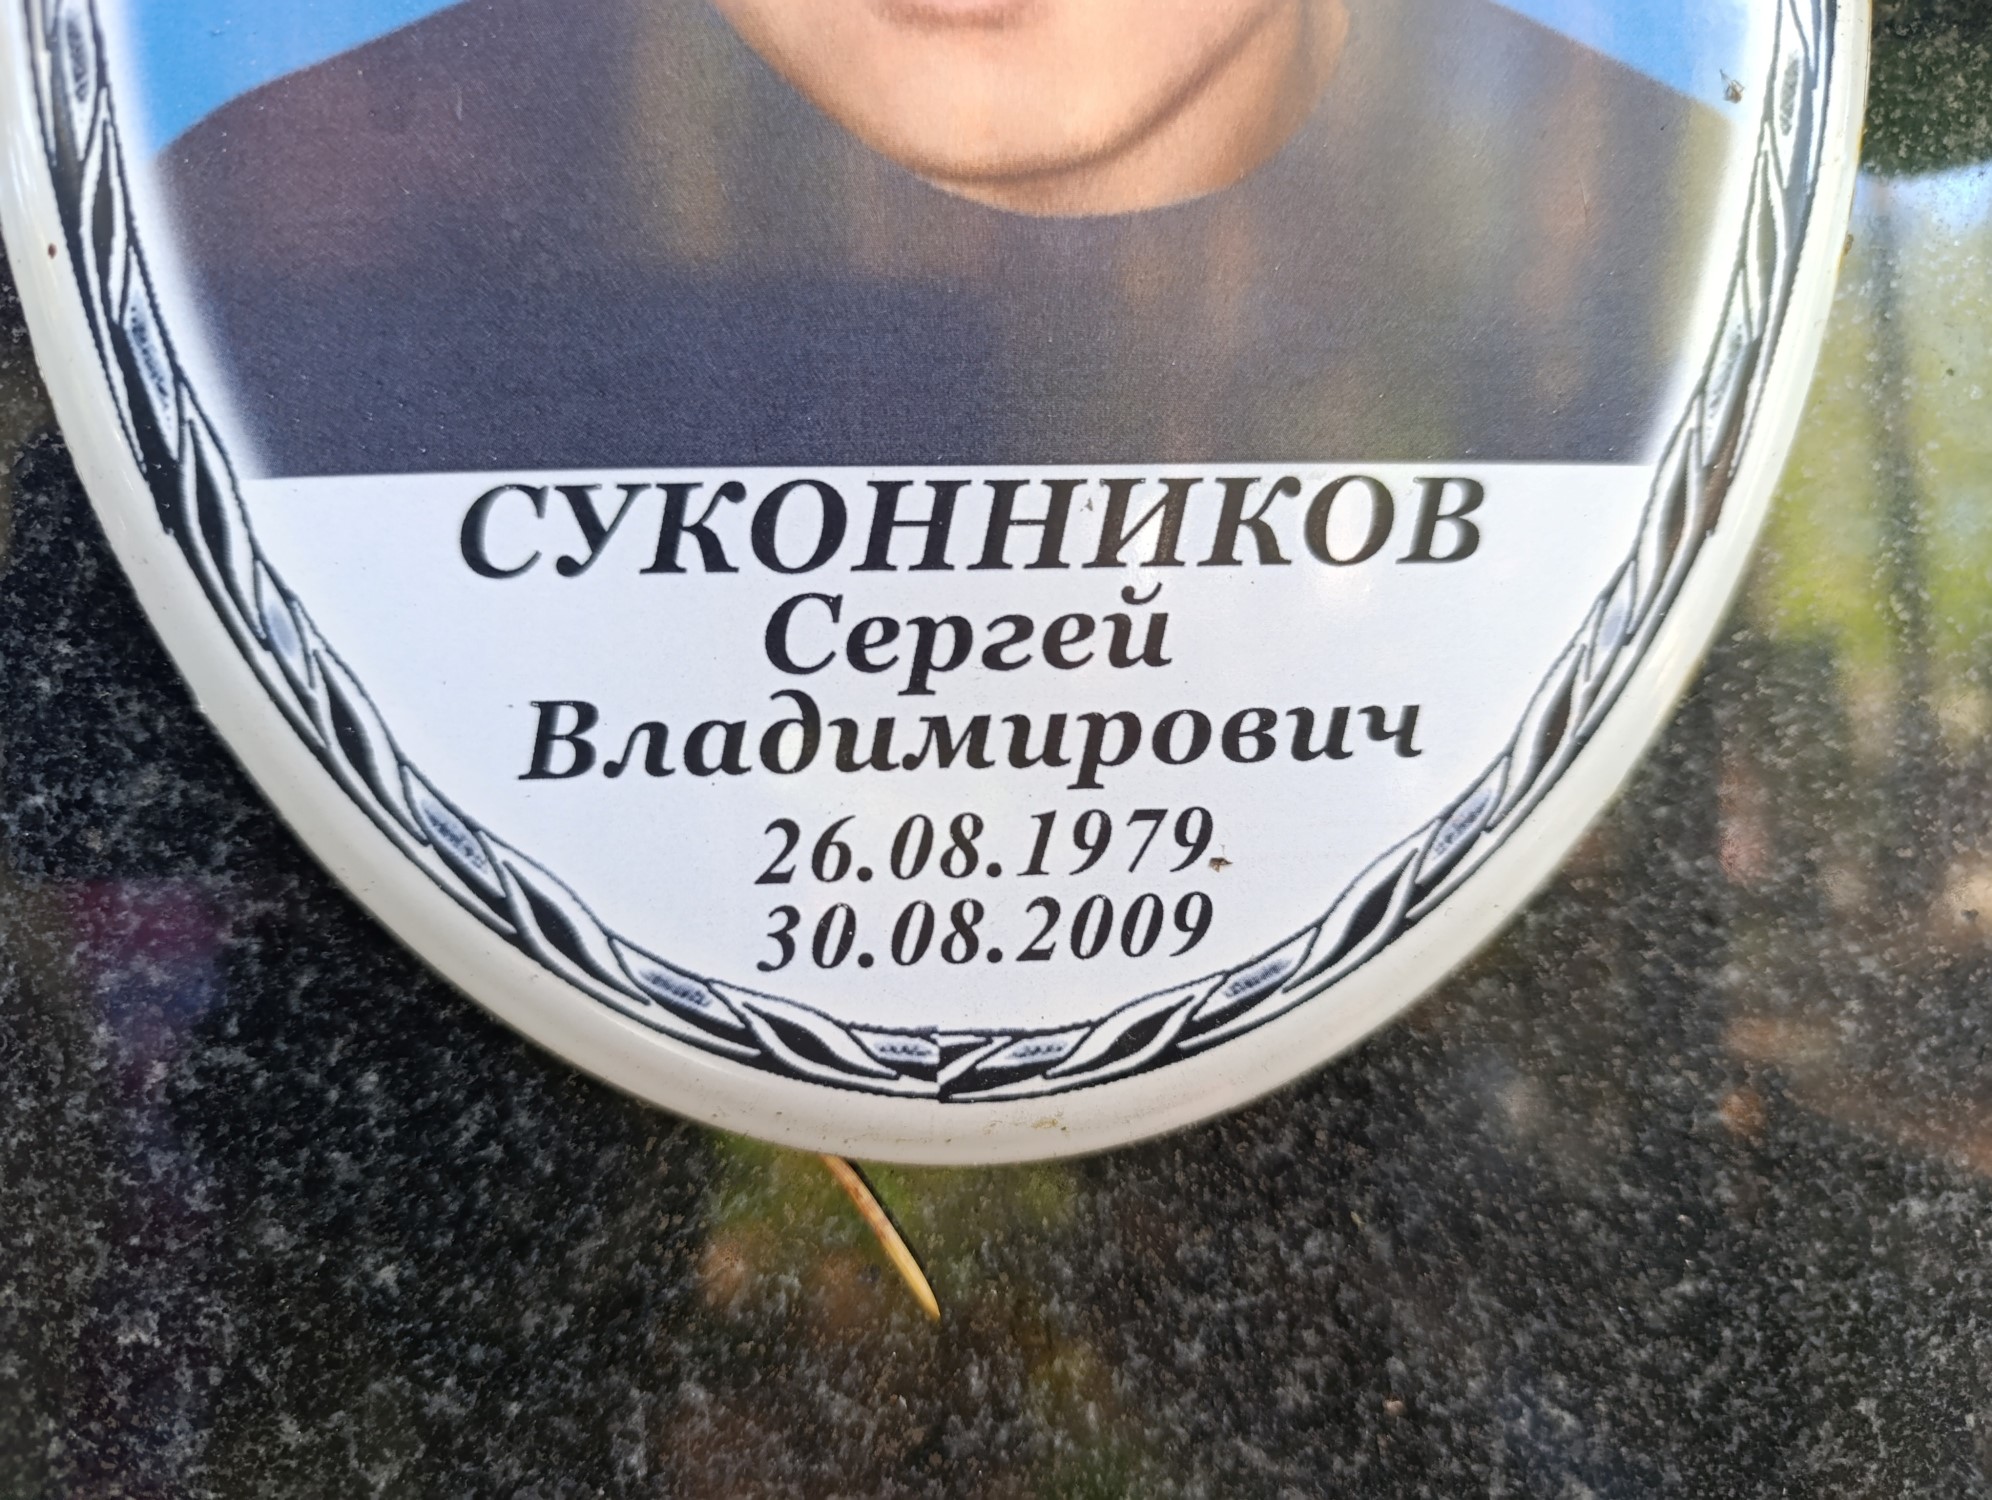 СУКОННИКОВ
Сергей
Владимирович
26.08.1979
30.08.2009